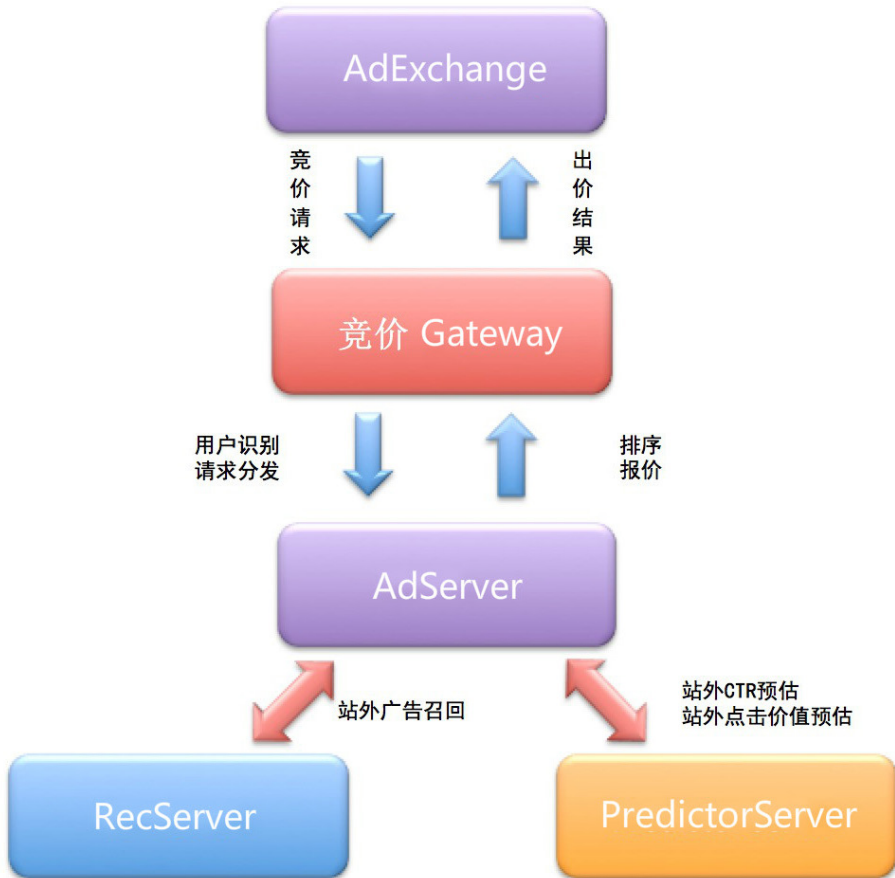 AdExchange
竞价请求
出价结果
竞价 Gateway
用户识别
请求分发
排序
报价
AdServer
站外广告召回
站外CTR预估
站外点击价值预估
RecServer
PredictorServer